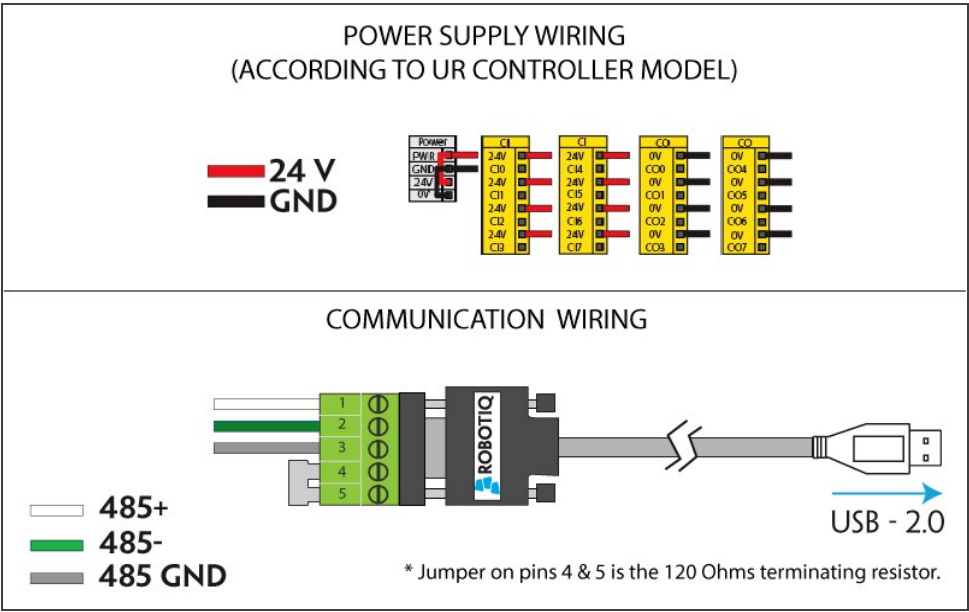 POWER SUPPLY WIRING
(ACCORDING TO UR CONTROLLER MODEL)
24 V
GND
Power
PWR
GND
24V
0V
CI
24V
CI0
24V
CI1
24V
CI2
24V
CI3
CI
24V
CI4
24V
CI5
24V
CI6
24V
CI7
CO
0V
CO0
0V
CO1
0V
CO2
0V
CO3
CO
0V
CO4
0V
CO5
0V
CO6
0V
CO7
COMMUNICATION WIRING
1
2
3
4
5
ROBOTIQ
485+
485-
485 GND
USB - 2.0
* Jumper on pins 4 & 5 is the 120 Ohms terminating resistor.